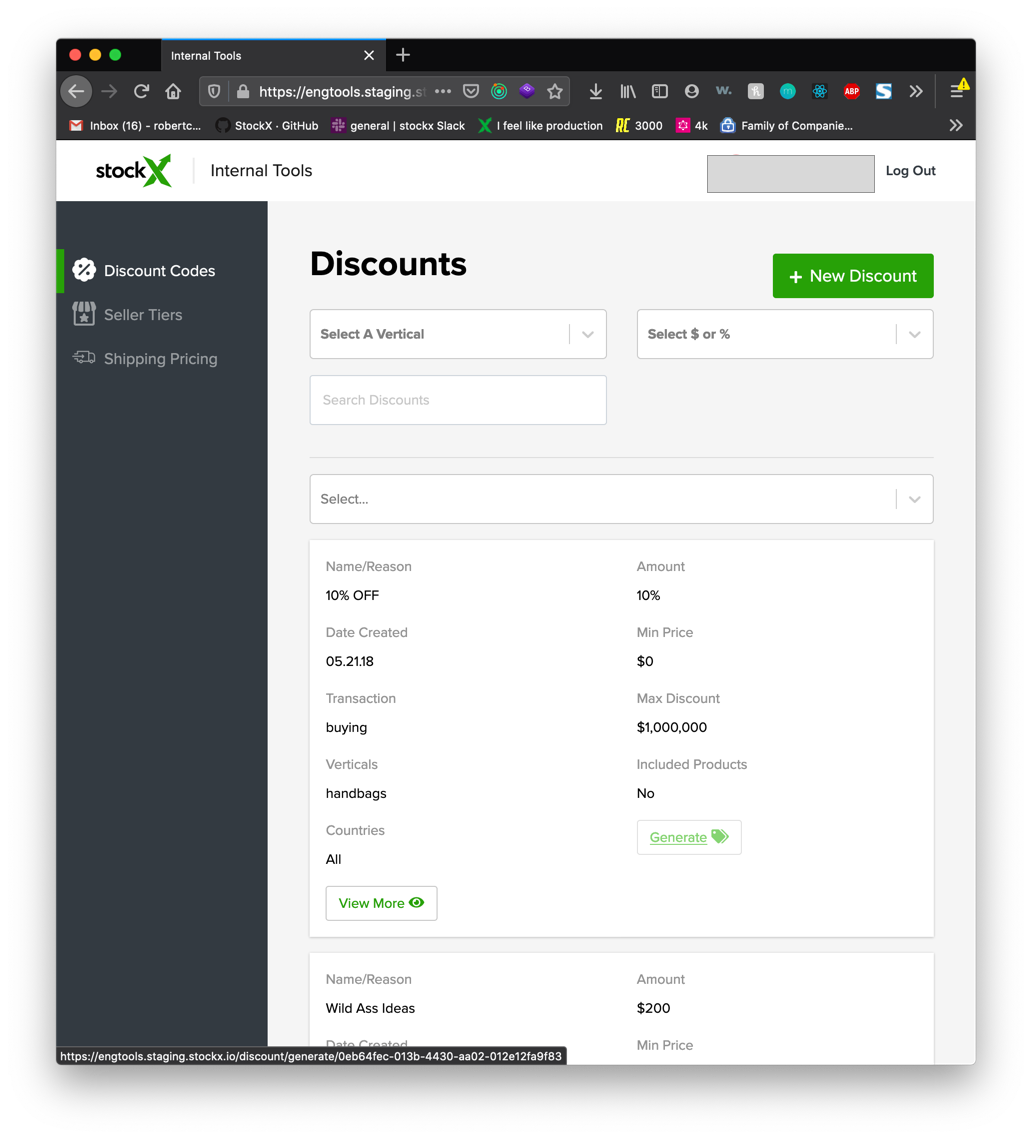 Internal Tools
https://engtools.staging.st
Inbox (16) - robertc...
StockX · GitHub
general | stockx Slack
I feel like production
RC 3000
4k
Family of Companie...
w.
m
ABP
S
stockX
Internal Tools
Log Out
Discount Codes
Seller Tiers
Shipping Pricing
Discounts
+ New Discount
Select A Vertical
Select $ or %
Search Discounts
Select...
Name/Reason
Amount
10% OFF
10%
Date Created
Min Price
05.21.18
$0
Transaction
Max Discount
buying
$1,000,000
Verticals
Included Products
handbags
No
Countries
Generate
All
View More
Name/Reason
Amount
Wild Ass Ideas
$200
Date Created
Min Price
https://engtools.staging.stockx.io/discount/generate/0eb64fec-013b-4430-aa02-012e12fa9f83